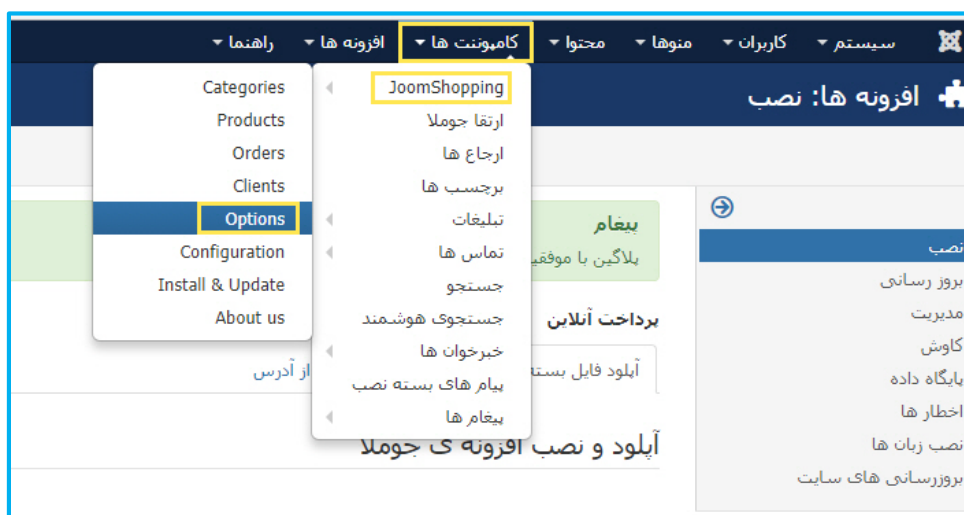 سیستم
کاربران
منوها
محتوا
کامپوننت ها
افزونه ها
راهنما
افزونه ها: نصب
JoomShopping
ارتقا جوملا
ارجاع ها
برچسب ها
تبلیغات
تماس ها
جستجو
جستجوی هوشمند
خبرخوان ها
پیام های بسته نصب
پیغام ها
Categories
Products
Orders
Clients
Options
Configuration
Install & Update
About us
نصب
بروز رسانی
مدیریت
کاوش
پایگاه داده
اخطار ها
نصب زبان ها
بروزرسانی های سایت
پیغام
پلاگین با موفقی
پرداخت آنلاین
آپلود فایل بسته
از آدرس
آپلود و نصب افزونه ی جوملا